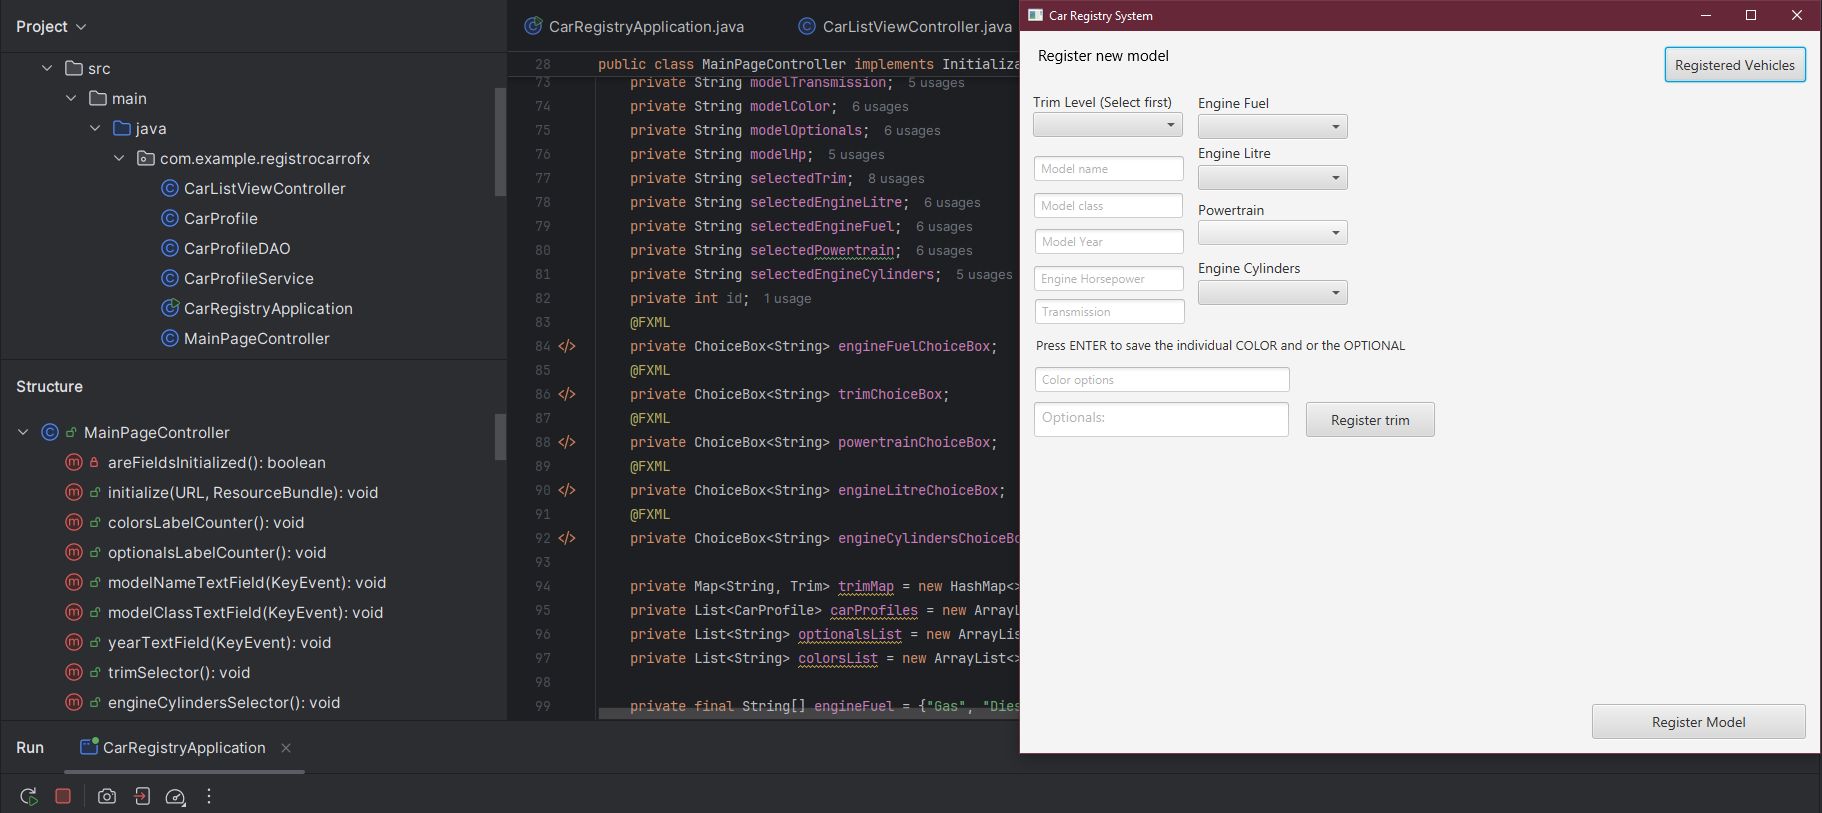 Project
src
main
java
com.example.registrocarrofx
CarListViewController
CarProfile
CarProfileDAO
CarProfileService
CarRegistryApplication
MainPageController
Structure
MainPageController
areFieldsInitialized(): boolean
initialize(URL, ResourceBundle): void
colorsLabelCounter(): void
optionalsLabelCounter(): void
modelNameTextField(KeyEvent): void
modelClassTextField(KeyEvent): void
yearTextField(KeyEvent): void
trimSelector(): void
engineCylindersSelector(): void
CarRegistryApplication.java CarListViewController.java
28 public class MainPageController implements Initializa
73 private String modelTransmission; 5 usages
74 private String modelColor; 6 usages
75 private String modelOptionals; 6 usages
76 private String modelHp; 5 usages
77 private String selectedTrim; 8 usages
78 private String selectedEngineLitre; 6 usages
79 private String selectedEngineFuel; 6 usages
80 private String selectedPowertrain; 6 usages
81 private String selectedEngineCylinders; 5 usages
82 private int id; 1 usage
83 @FXML
84 </> private ChoiceBox<String> engineFuelChoiceBox;
85 @FXML
86 </> private ChoiceBox<String> trimChoiceBox;
87 @FXML
88 </> private ChoiceBox<String> powertrainChoiceBox;
89 @FXML
90 </> private ChoiceBox<String> engineLitreChoiceBox;
91 @FXML
92 </> private ChoiceBox<String> engineCylindersChoiceBo
93
94 private Map<String, Trim> trimMap = new HashMap<>
95 private List<CarProfile> carProfiles = new ArrayL
96 private List<String> optionalsList = new ArrayLis
97 private List<String> colorsList = new ArrayList<>
98
99 private final String[] engineFuel = {"Gas", "Dies
Car Registry System
Register new model
Registered Vehicles
Trim Level (Select first)
Model name
Model class
Model Year
Engine Horsepower
Transmission
Engine Fuel
Engine Litre
Powertrain
Engine Cylinders
Press ENTER to save the individual COLOR and or the OPTIONAL
Color options
Optionals:
Register trim
Register Model
Run CarRegistryApplication